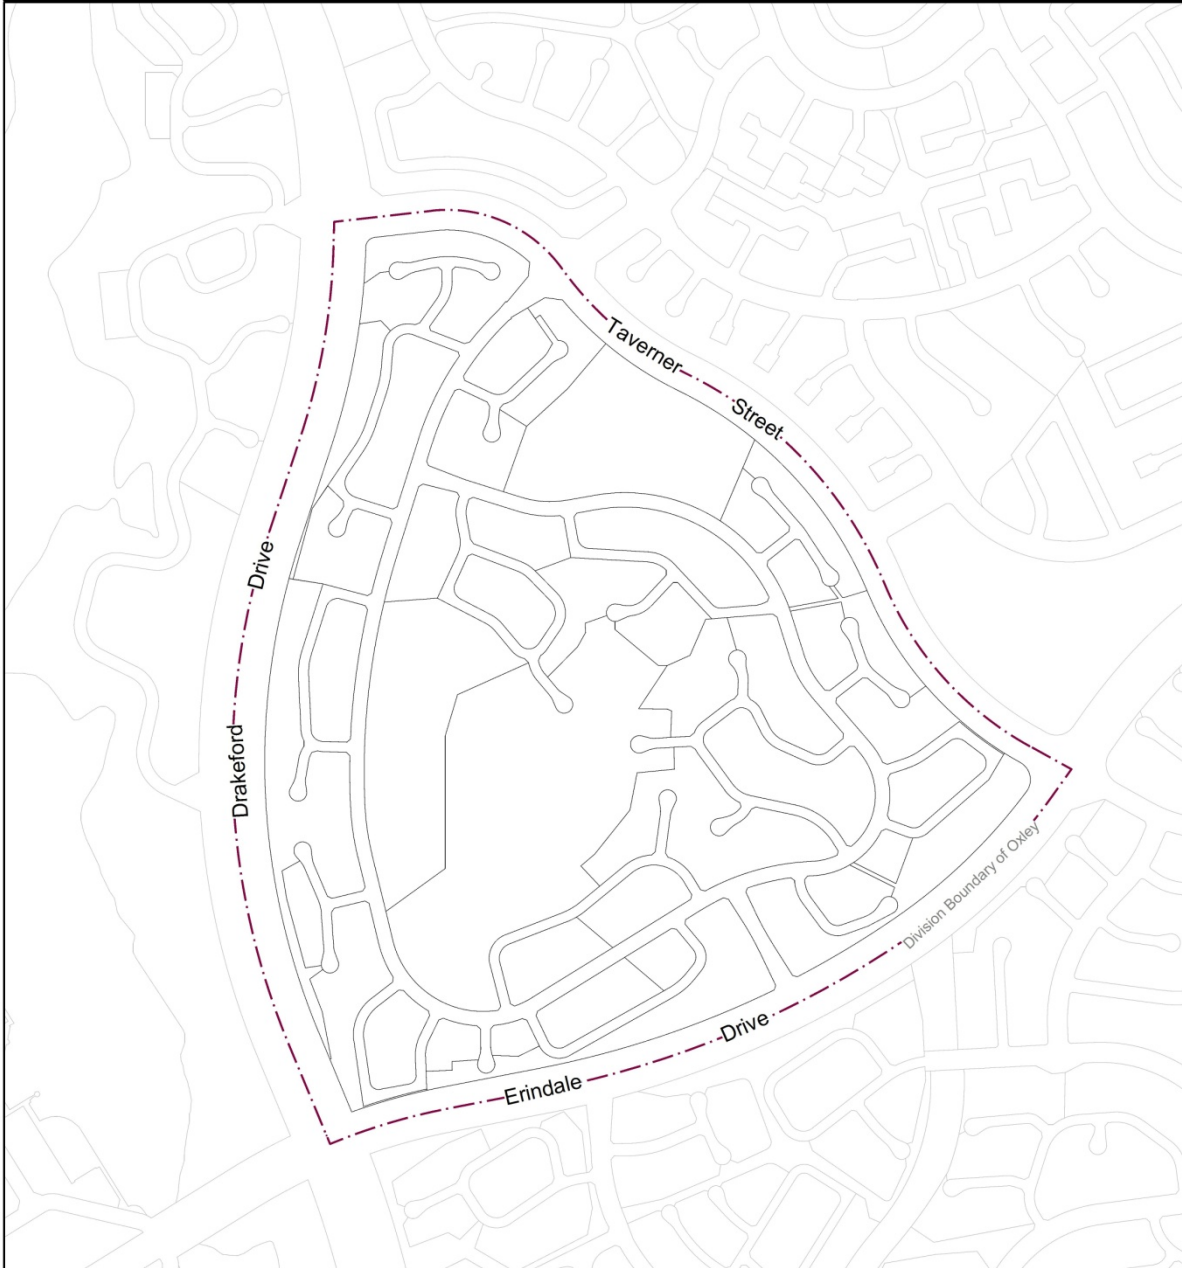 Taverner
Street
Drive
Drakeford
Division Boundary of Oxley
Drive
Erindale